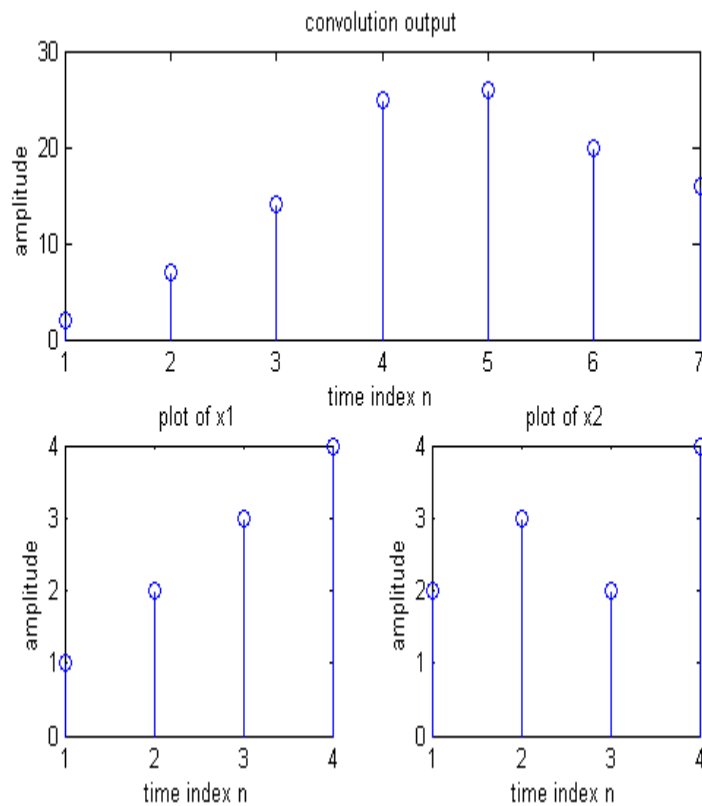 convolution output
30
20
10
0
amplitude
1 2 3 4 5 6 7
time index n
plot of x1
4
3
2
1
0
amplitude
1 2 3 4
time index n
plot of x2
4
3
2
1
0
amplitude
1 2 3 4
time index n